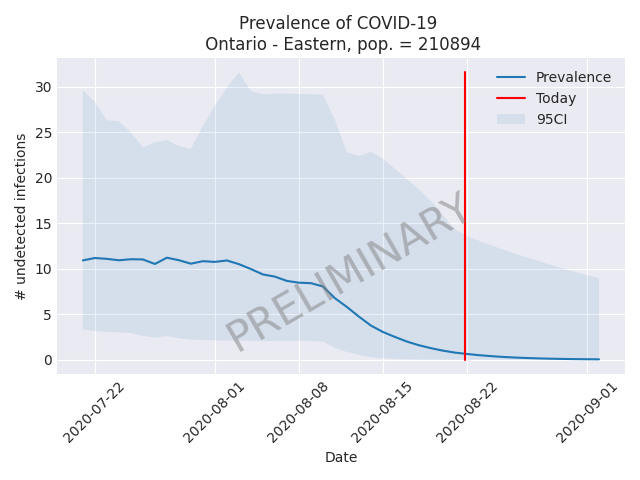 Prevalence of COVID-19
Ontario - Eastern, pop. = 210894
Prevalence
Today
95CI
# undetected infections
30
25
20
15
10
5
0
PRELIMINARY
2020-07-22
2020-08-01
2020-08-08
2020-08-15
2020-08-22
2020-09-01
Date